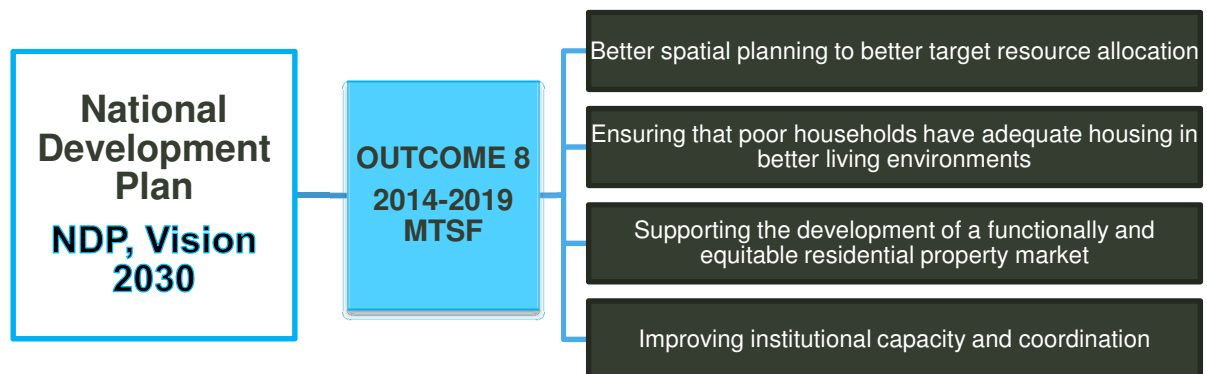 National
Development
Plan
NDP, Vision
2030
OUTCOME 8
2014-2019
MTSF
Better spatial planning to better target resource allocation
Ensuring that poor households have adequate housing in
better living environments
Supporting the development of a functionally and
equitable residential property market
Improving institutional capacity and coordination